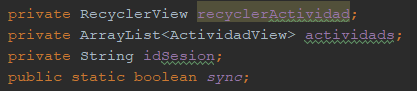 private RecyclerView recyclerActividad;
private ArrayList<ActividadView> actividads;
private String idSesion;
public static boolean sync;